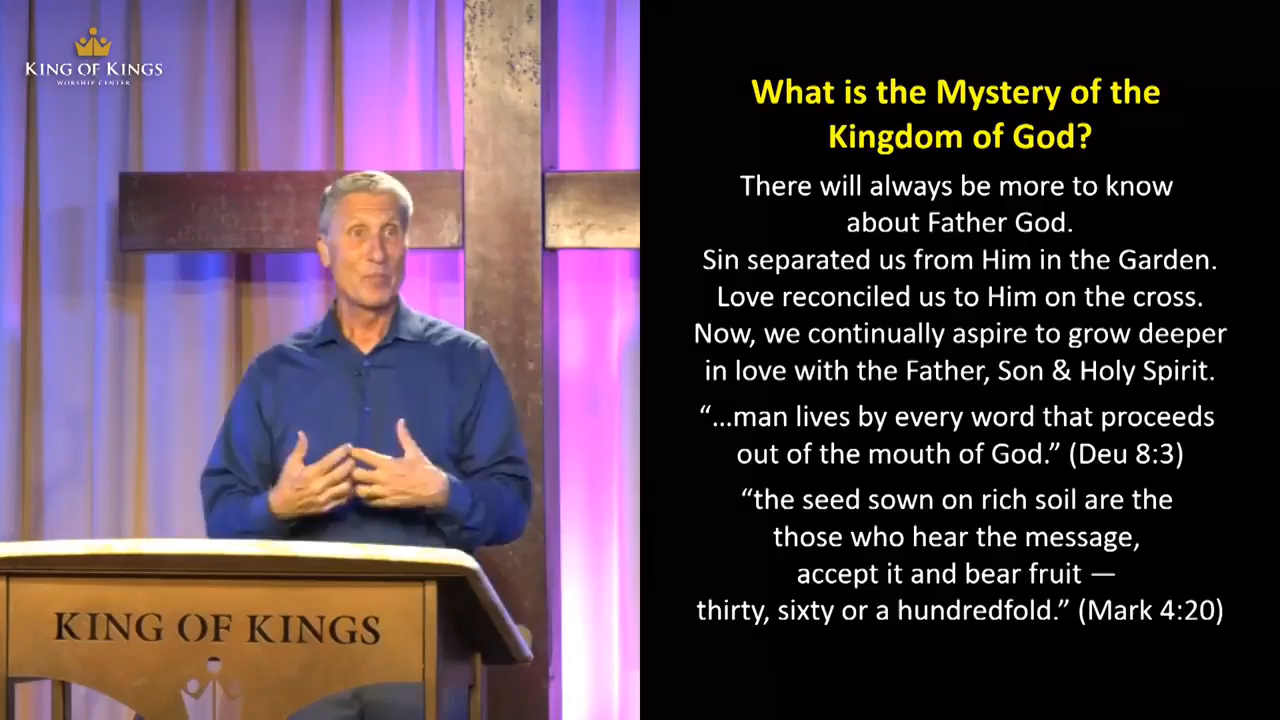 KING OF KINGS
WORSHIP CENTER
What is the Mystery of the
Kingdom of God?
There will always be more to know
about Father God.
Sin separated us from Him in the Garden.
Love reconciled us to Him on the cross.
Now, we continually aspire to grow deeper
in love with the Father, Son & Holy Spirit.
“…man lives by every word that proceeds
out of the mouth of God.” (Deu 8:3)
“the seed sown on rich soil are the
those who hear the message,
accept it and bear fruit —
thirty, sixty or a hundredfold.” (Mark 4:20)
KING OF KINGS